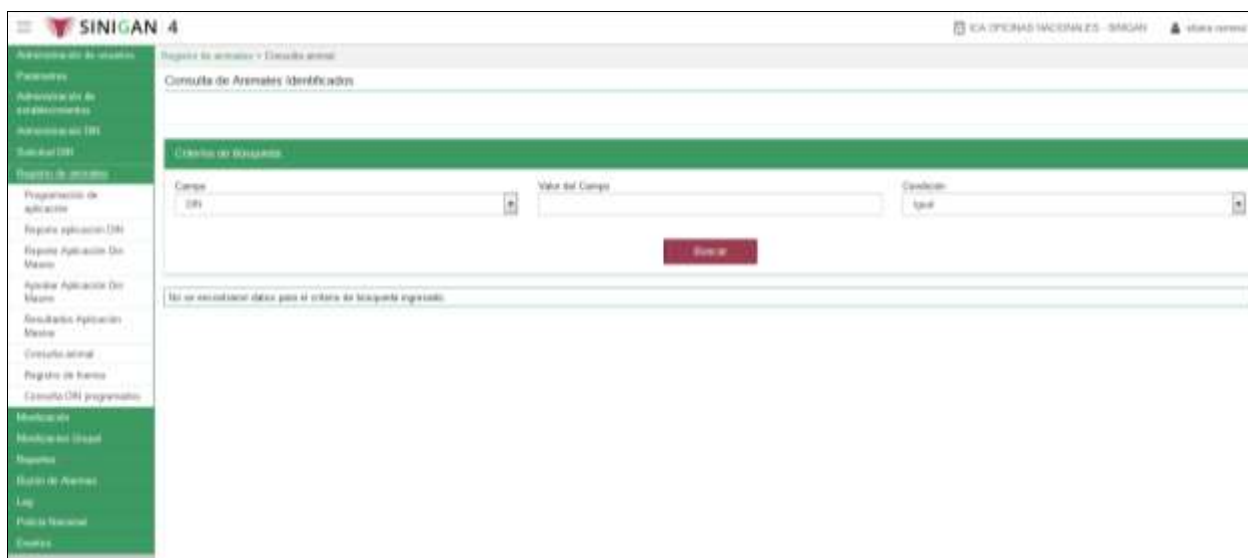 SINIGAN 4
ICA OFICINAS NACIONALES - SINIGAN
Administración de usuarios
Parámetros
Administración de
establecimientos
Administración DIN
Solicitud DIN
Registro de animales
Programación de
aplicación
Reporte aplicación DIN
Reporte Aplicación Din
Masivo
Aprobar Aplicación Din
Masivo
Resultados Aplicación
Masiva
Consulta animal
Registro de hierros
Consulta DIN programados
Movilización
Movilización Grupal
Reportes
Buzón de Alarmas
Log
Policía Nacional
Eventos
Registro de animales > Consulta animal
Consulta de Animales Identificados
Criterios de Búsqueda
Campo
Valor del Campo
Condición
DIN
Igual
Buscar
No se encontraron datos para el criterio de búsqueda ingresado.